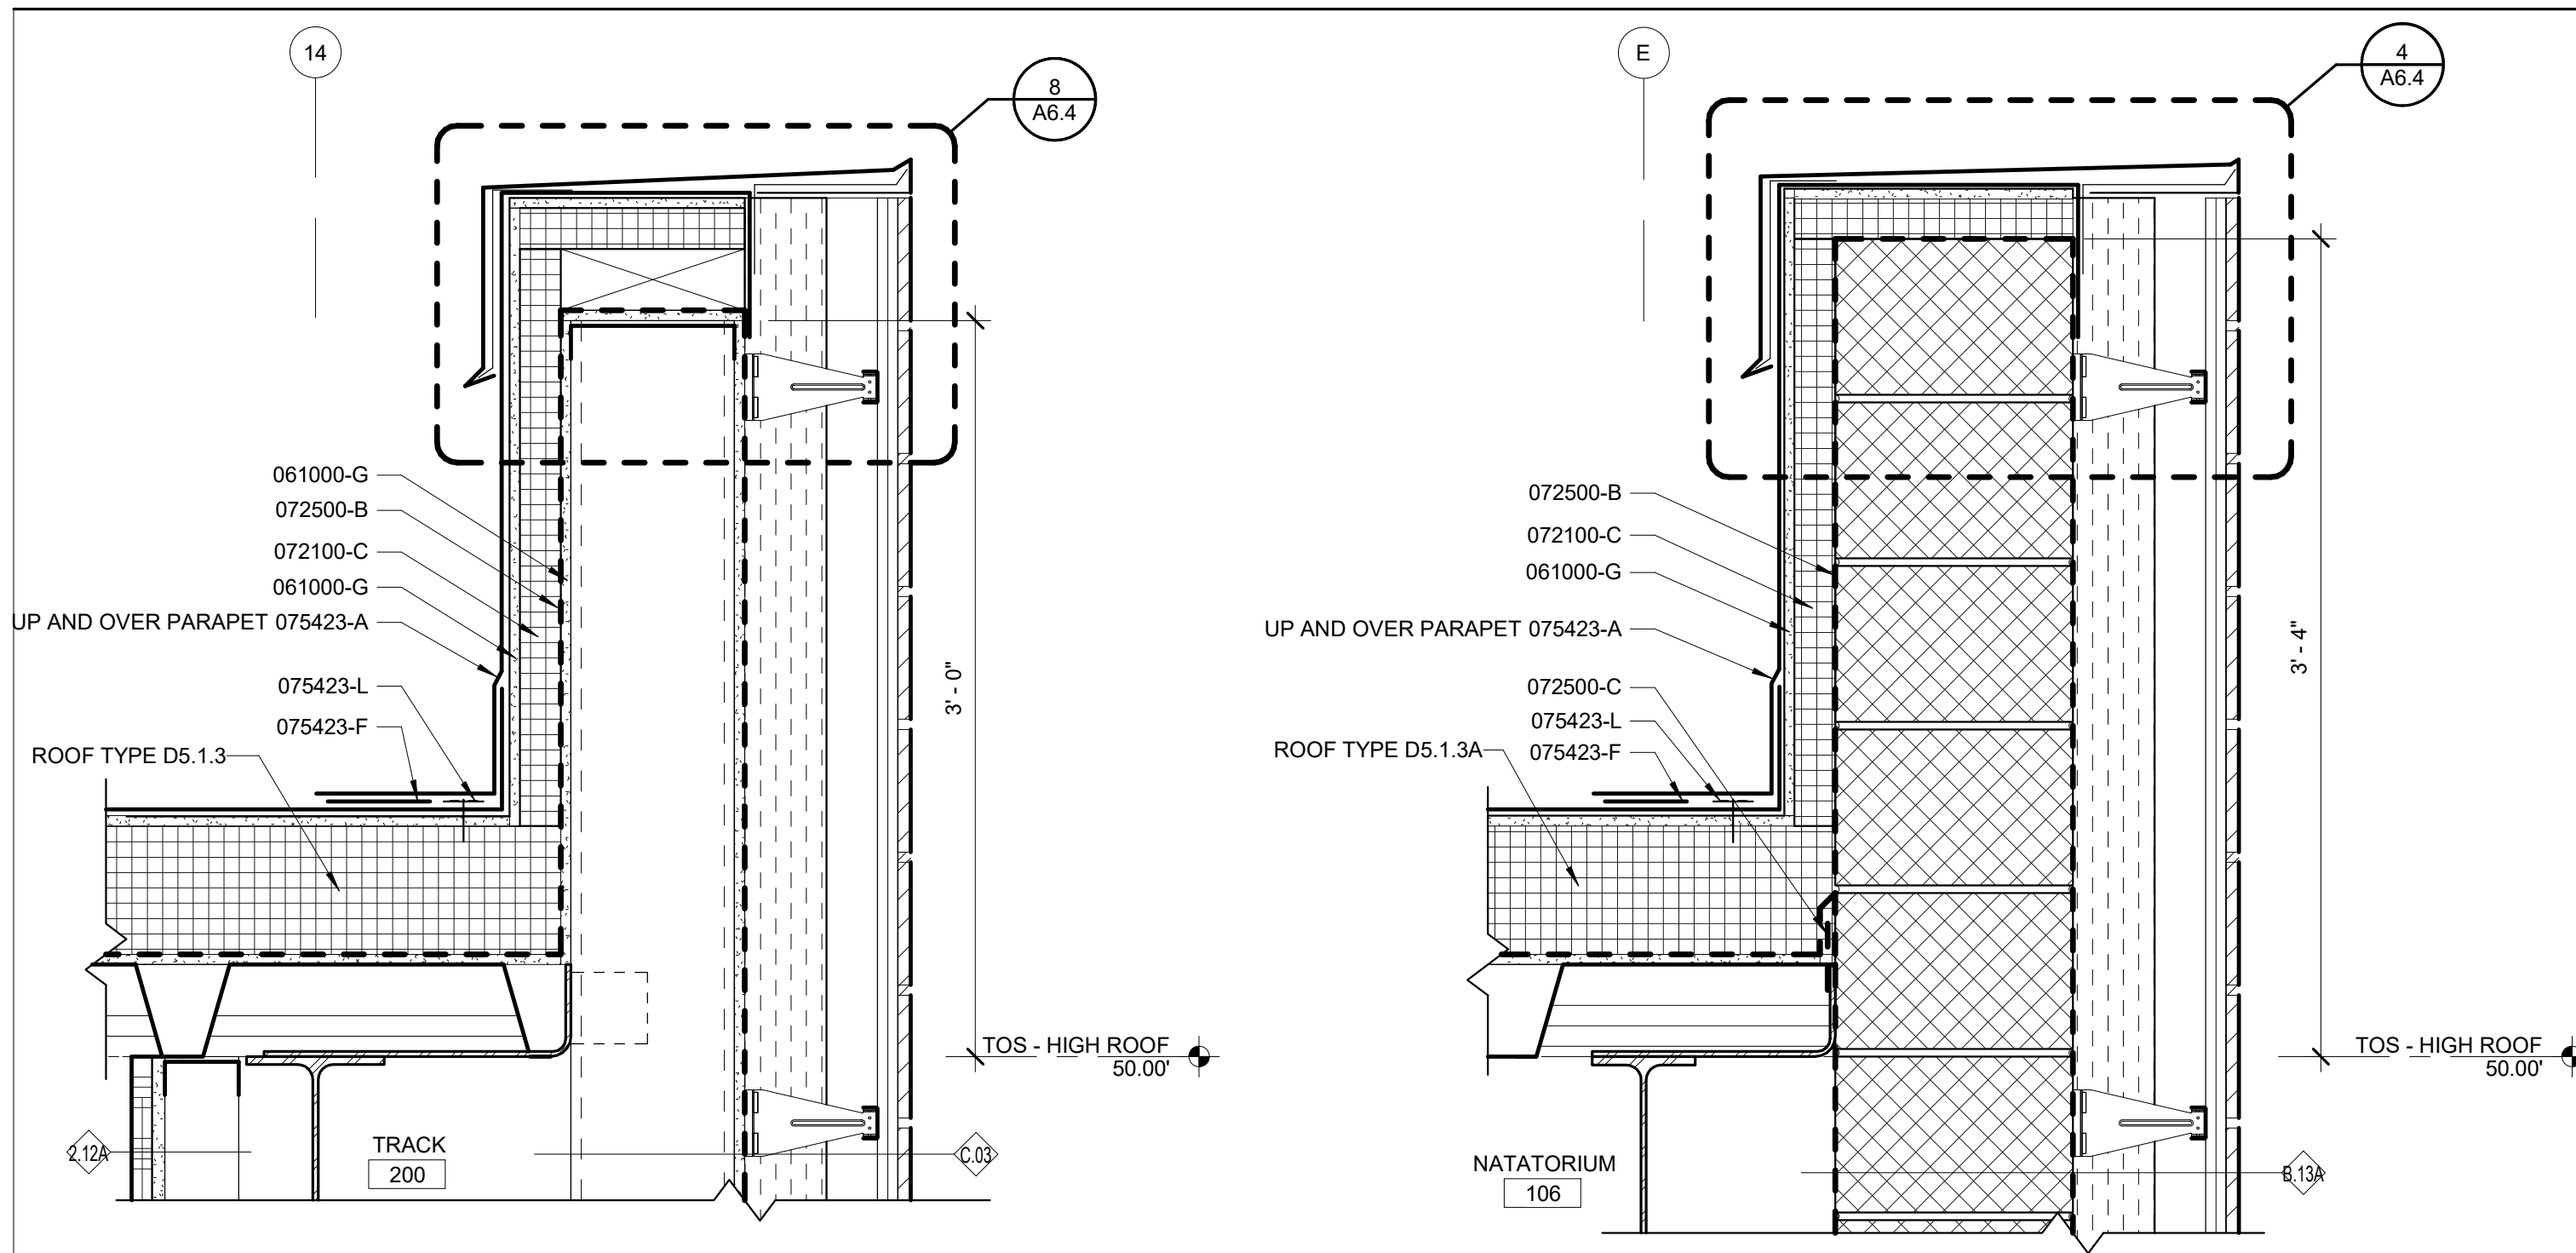 14
8
A6.4
061000-G
072500-B
072100-C
061000-G
UP AND OVER PARAPET 075423-A
075423-L
075423-F
ROOF TYPE D5.1.3
3' - 0"
TOS - HIGH ROOF
50.00'
2.12A
TRACK
200
C.03
E
4
A6.4
072500-B
072100-C
061000-G
UP AND OVER PARAPET 075423-A
072500-C
075423-L
075423-F
ROOF TYPE D5.1.3A
3' - 4"
TOS - HIGH ROOF
50.00'
NATATORIUM
106
B.13A